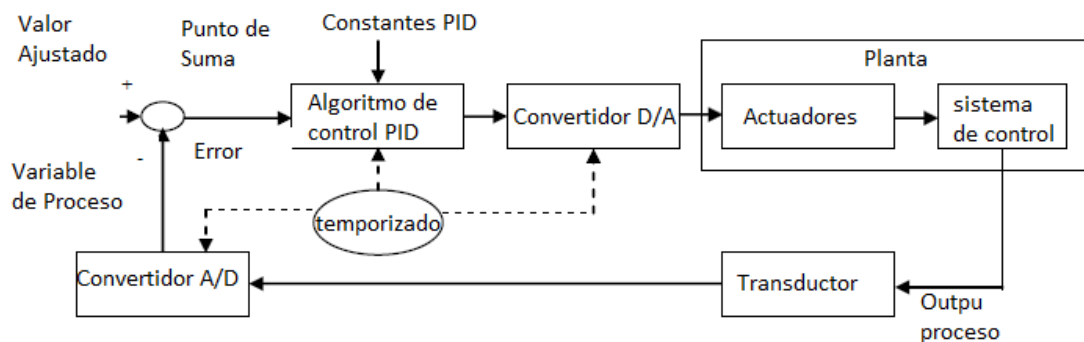 Valor
Ajustado
Punto de
Suma
Constantes PID
Planta
+
Algoritmo de
control PID
Convertidor D/A
Actuadores
sistema
de control
-
Error
Variable
de Proceso
temporizado
Convertidor A/D
Transductor
Outpu
proceso